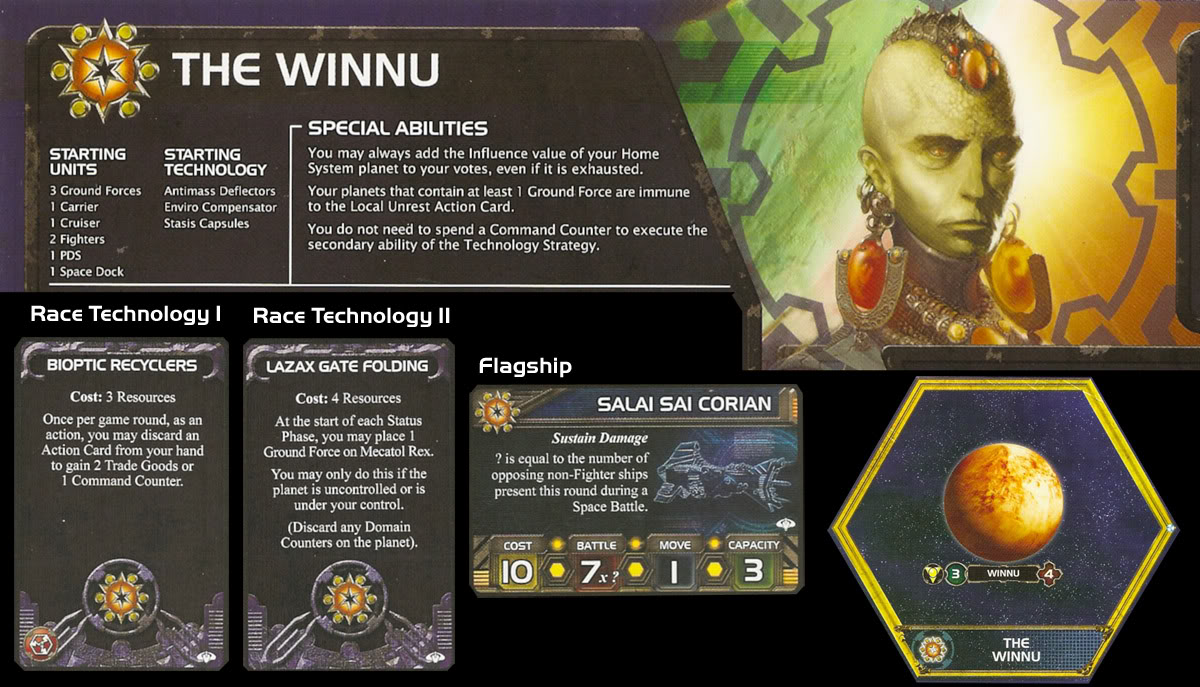 THE WINNU
STARTING
UNITS
3 Ground Forces
1 Carrier
1 Cruiser
2 Fighters
1 PDS
1 Space Dock
STARTING
TECHNOLOGY
Antimass Deflectors
Enviro Compensator
Stasis Capsules
SPECIAL ABILITIES
You may always add the Influence value of your Home
System planet to your votes, even if it is exhausted.
Your planets that contain at least 1 Ground Force are immune
to the Local Unrest Action Card.
You do not need to spend a Command Counter to execute the
secondary ability of the Technology Strategy.
Race Technology I
BIOPTIC RECYCLERS
Cost: 3 Resources
Once per game round, as an
action, you may discard an
Action Card from your hand
to gain 2 Trade Goods or
1 Command Counter.
Race Technology II
LAZAX GATE FOLDING
Cost: 4 Resources
At the start of each Status
Phase, you may place 1
Ground Force on Mecatol Rex.
You may only do this if the
planet is uncontrolled or is
under your control.
(Discard any Domain
Counters on the planet).
Flagship
SALAI SAI CORIAN
Sustain Damage
? is equal to the number of
opposing non-Fighter ships
present this round during a
Space Battle.
COST BATTLE MOVE CAPACITY
10 7x ? 1 3
3 WINNU 4
THE
WINNU